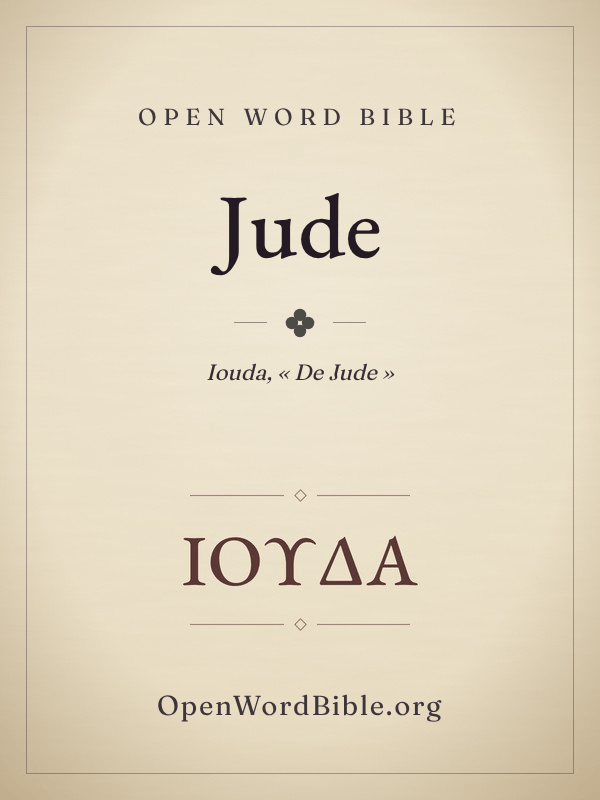 OPEN WORD BIBLE
Jude
Iouda, « De Jude »
ΙΟΥΔΑ
OpenWordBible.org